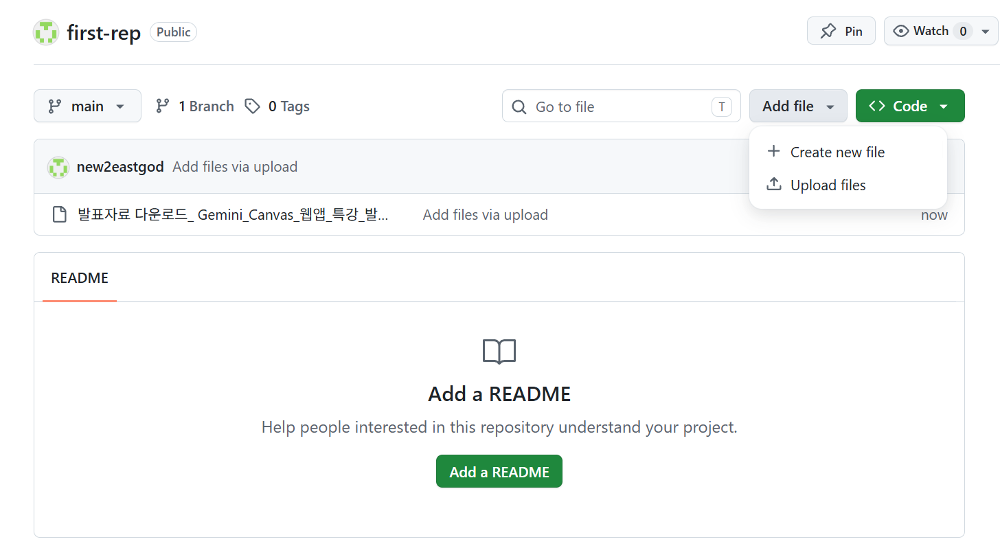 first-rep Public Pin Watch 0
main 1 Branch 0 Tags Go to file T Add file Code
Create new file
new2eastgod Add files via upload
Upload files
발표자료 다운로드_ Gemini_Canvas_웹앱_특강_발... Add files via upload now
README
Add a README
Help people interested in this repository understand your project.
Add a README